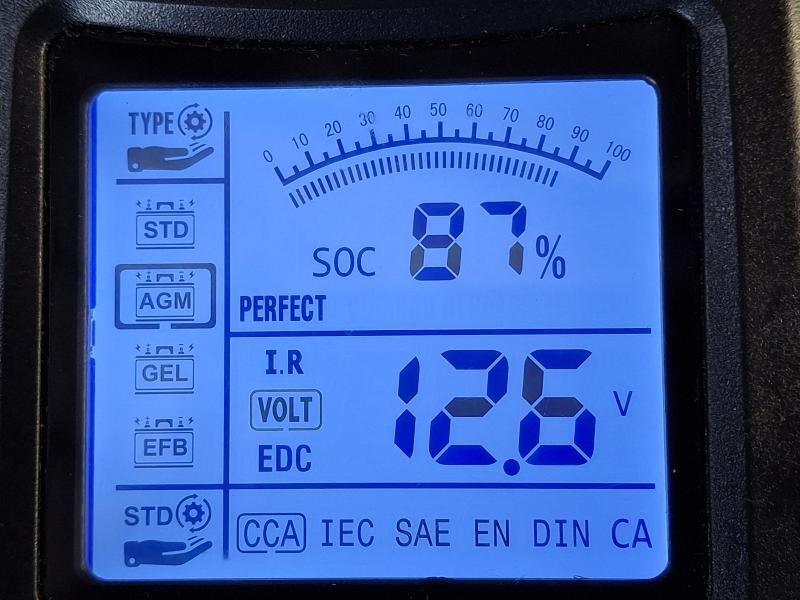 TYPE
STD
AGM
GEL
EFB
STD
0 10 20 30 40 50 60 70 80 90 100
SOC 87%
PERFECT
I.R
VOLT
EDC
12.6 V
CCA IEC SAE EN DIN CA